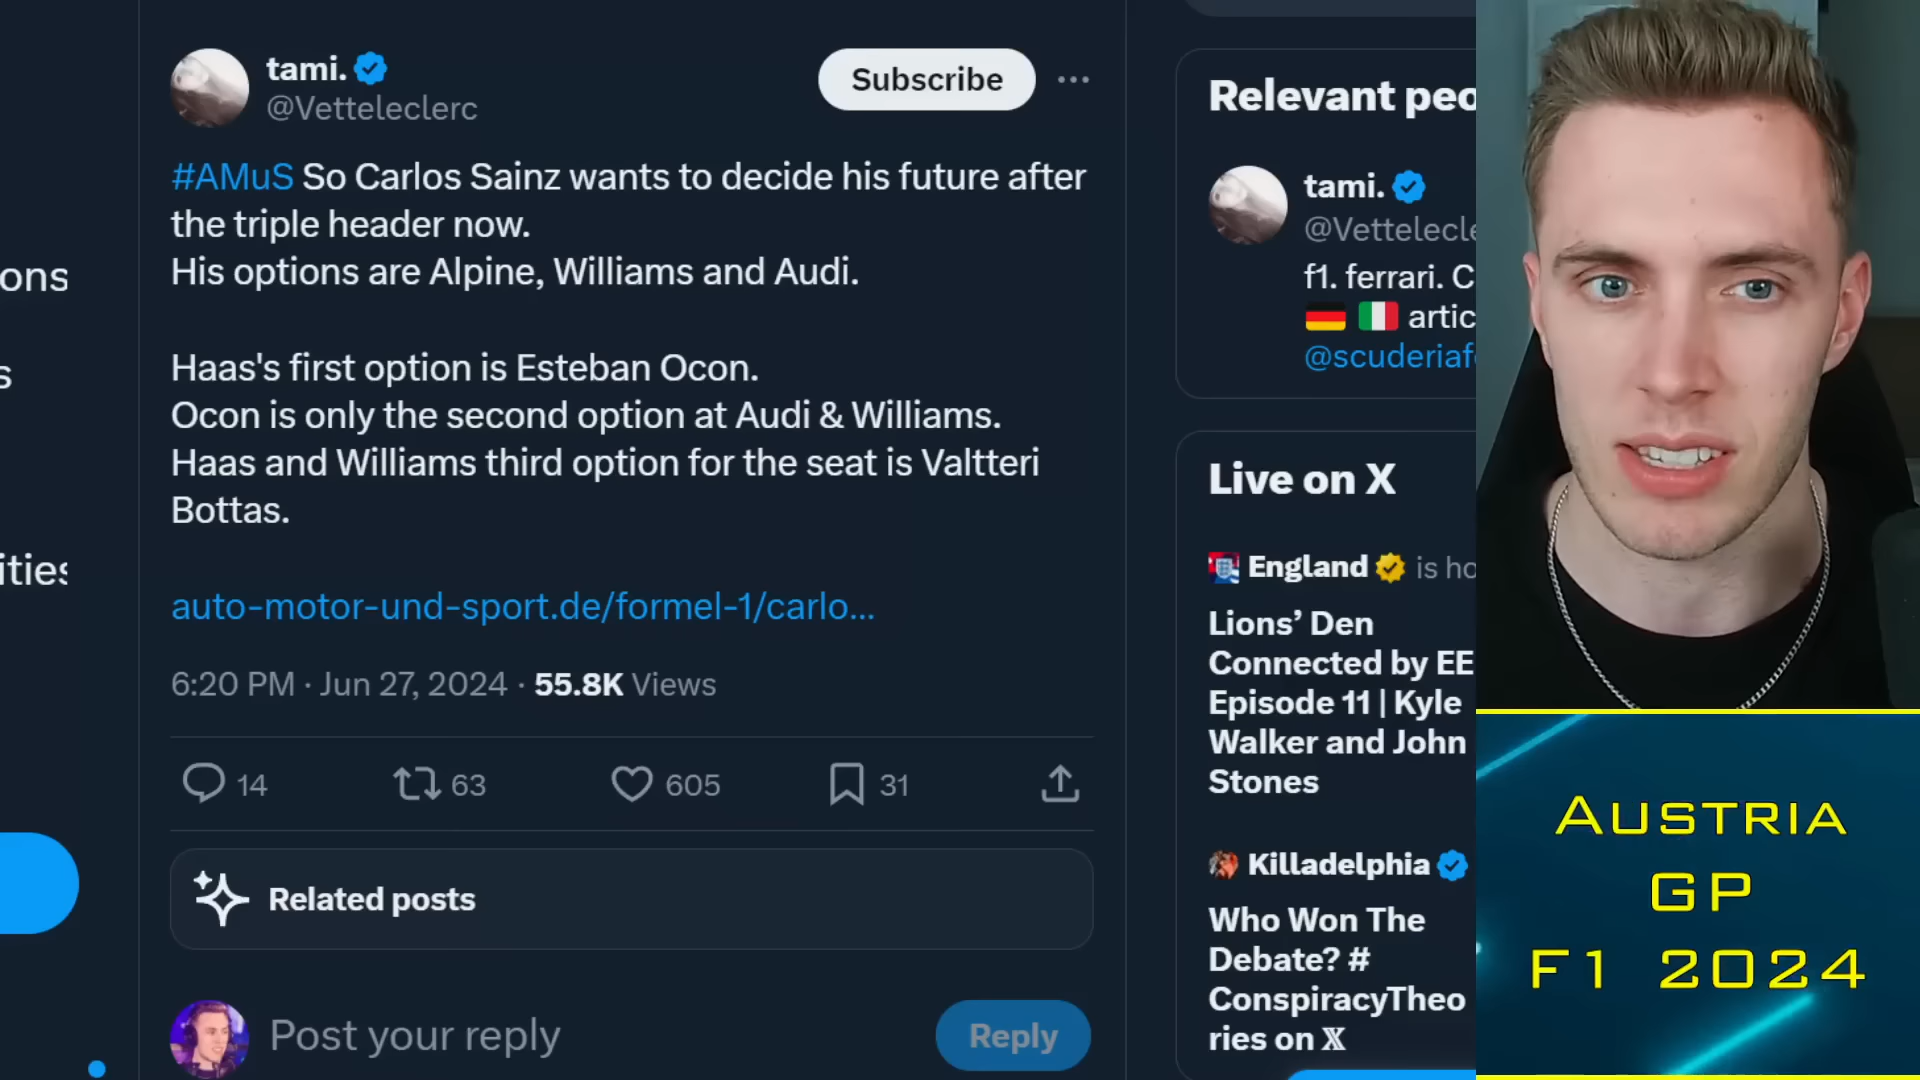 ons
s
ities
tami.
@Vetteleclerc
Subscribe
#AMuS So Carlos Sainz wants to decide his future after
the triple header now.
His options are Alpine, Williams and Audi.
Haas's first option is Esteban Ocon.
Ocon is only the second option at Audi & Williams.
Haas and Williams third option for the seat is Valtteri
Bottas.
auto-motor-und-sport.de/formel-1/carlo...
6:20 PM · Jun 27, 2024 · 55.8K Views
14
63
605
31
Related posts
Post your reply
Reply
Relevant peo
tami.
@Vettelecle
f1. ferrari. C
artic
@scuderiafe
Live on X
England is ho
Lions’ Den
Connected by EE
Episode 11 | Kyle
Walker and John
Stones
Killadelphia
Who Won The
Debate? #
ConspiracyTheo
ries on 𝕏
AUSTRIA
GP
F1 2024